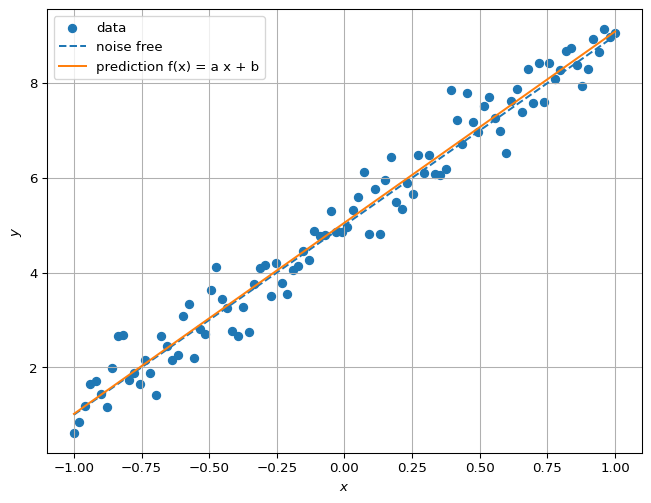 data
noise free
prediction f(x) = a x + b
8
6
4
2
y
−1.00 −0.75 −0.50 −0.25 0.00 0.25 0.50 0.75 1.00
x